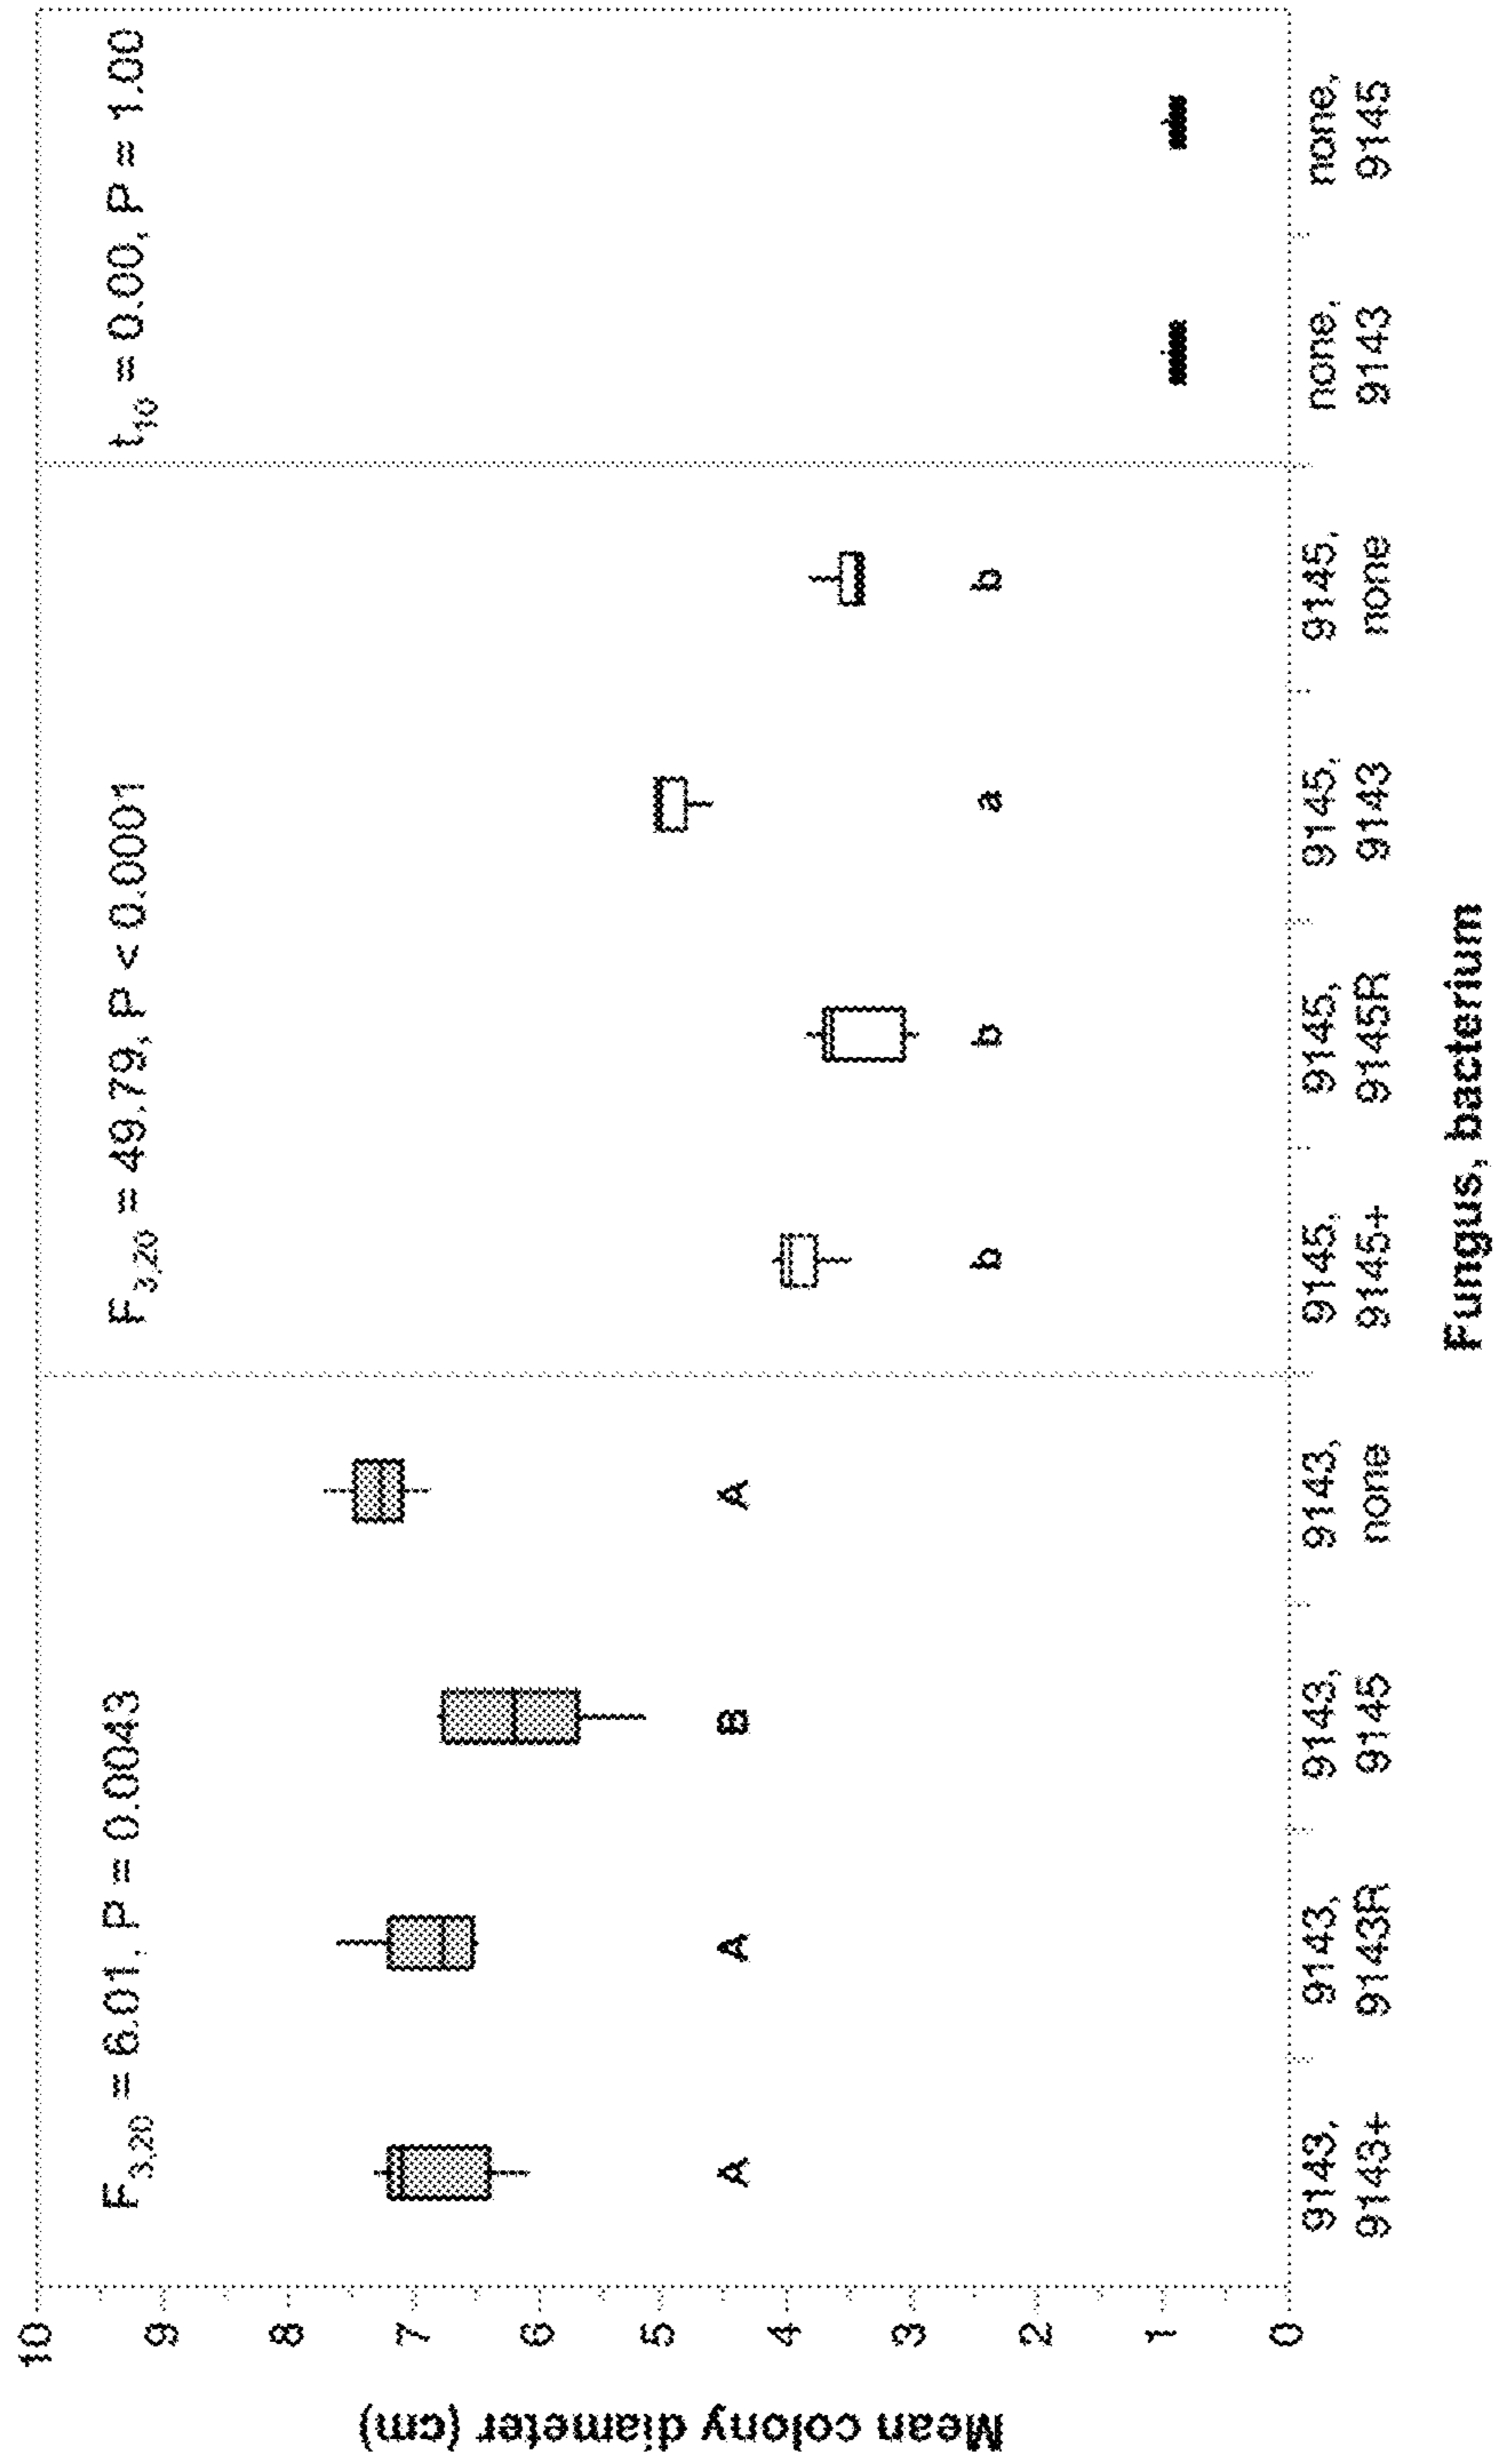 Mean colony diameter (cm)
10
9
8
7
6
5
4
3
2
1
0
F3,20 = 6.01, P = 0.0043
F3,20 = 49.79, P < 0.0001
t10 = 0.00, P = 1.00
A
A
B
A
b
b
a
b
9143,
9143+
9143,
9143R
9143,
9145
9143,
none
9145,
9145+
9145,
9145R
9145,
9143
9145,
none
none,
9143
none,
9145
Fungus, bacterium